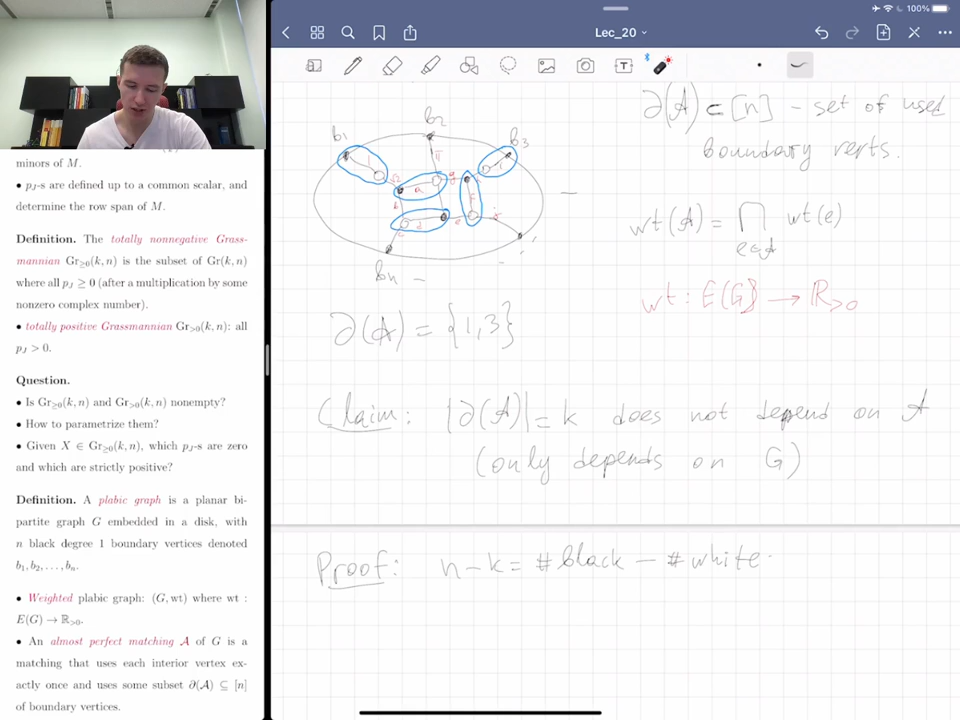 minors of M.
• p_J-s are defined up to a common scalar, and
determine the row span of M.
Definition. The totally nonnegative Grass-
mannian Gr≥0(k, n) is the subset of Gr(k, n)
where all p_J ≥ 0 (after a multiplication by some
nonzero complex number).
• totally positive Grassmannian Gr>0(k, n): all
p_J > 0.
Question.
• Is Gr≥0(k, n) and Gr>0(k, n) nonempty?
• How to parametrize them?
• Given X ∈ Gr≥0(k, n), which p_J-s are zero
and which are strictly positive?
Definition. A plabic graph is a planar bi-
partite graph G embedded in a disk, with
n black degree 1 boundary vertices denoted
b₁, b₂, . . . , bₙ.
• Weighted plabic graph: (G, wt) where wt :
E(G) → ℝ>0.
• An almost perfect matching A of G is a
matching that uses each interior vertex ex-
actly once and uses some subset ∂(A) ⊆ [n]
of boundary vertices.
100%
Lec_20
∂(A) ⊂ [n] - set of used
boundary verts.
b₁ b₂ b₃
bₙ
wt(A) = ∏ wt(e)
e∈A
wt : E(G) → ℝ>0
∂(A) = {1,3}
Claim: |∂(A)| = k does not depend on A
(only depends on G)
Proof: n-k = #black - #white.